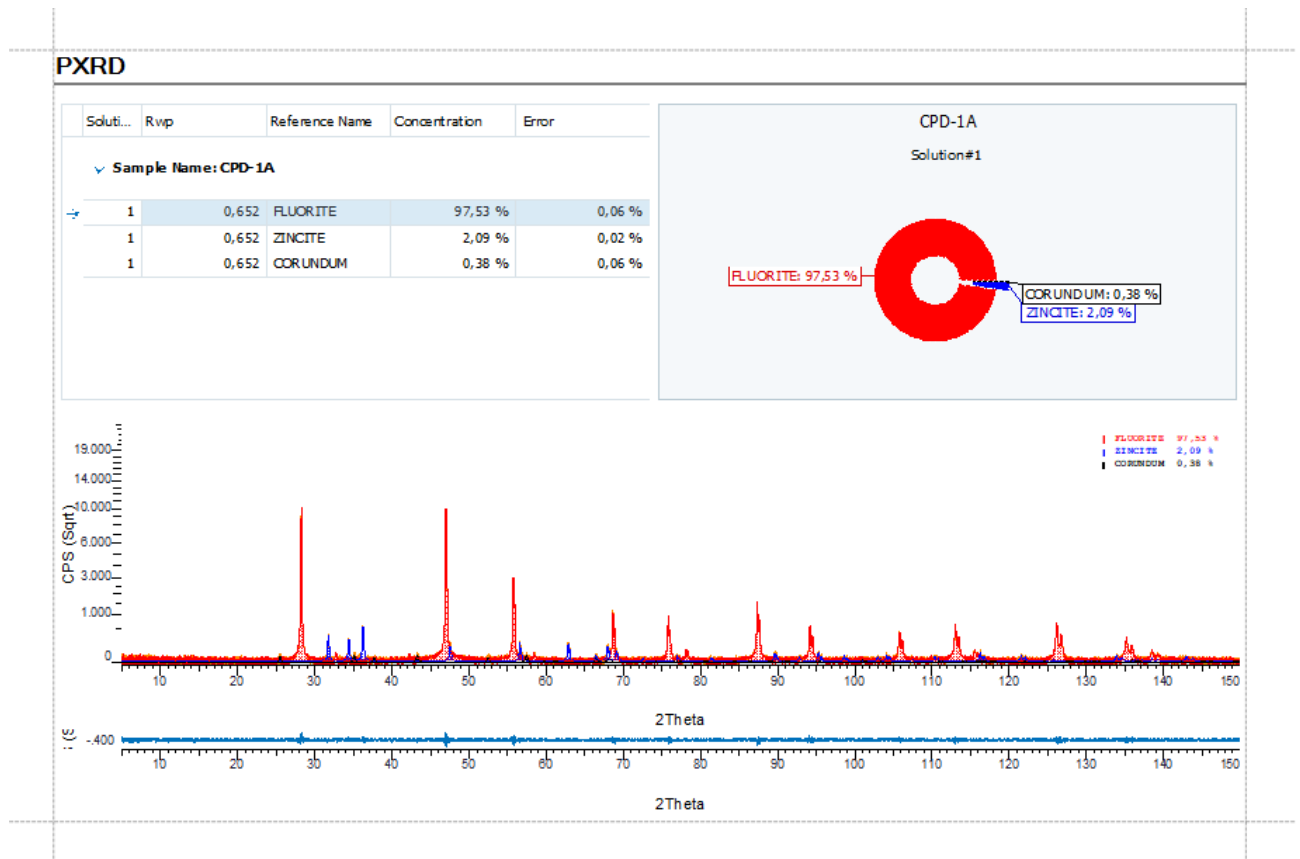 PXRD
Soluti... Rwp Reference Name Concentration Error
Sample Name: CPD-1A
1 0,652 FLUORITE 97,53 % 0,06 %
1 0,652 ZINCITE 2,09 % 0,02 %
1 0,652 CORUNDUM 0,38 % 0,06 %
CPD-1A
Solution#1
FLUORITE: 97,53 %
CORUNDUM: 0,38 %
ZINCITE: 2,09 %
FLUORITE 97,53 %
ZINCITE 2,09 %
CORUNDUM 0,38 %
CPS (Sqrt)
19.000
14.000
10.000
6.000
3.000
1.000
0
10 20 30 40 50 60 70 80 90 100 110 120 130 140 150
2Theta
-.400
10 20 30 40 50 60 70 80 90 100 110 120 130 140 150
2Theta